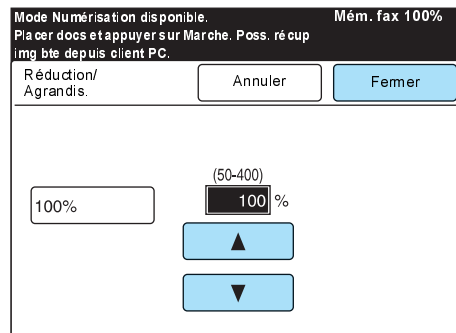 Mode Numérisation disponible. Mém. fax 100%
Placer docs et appuyer sur Marche. Poss. récup
img bte depuis client PC.
Réduction/
Agrandis.
Annuler
Fermer
(50-400)
100%
100 %